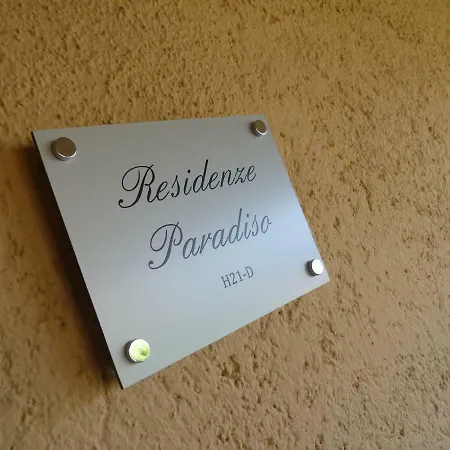 Residenze
Paradiso
H21-D